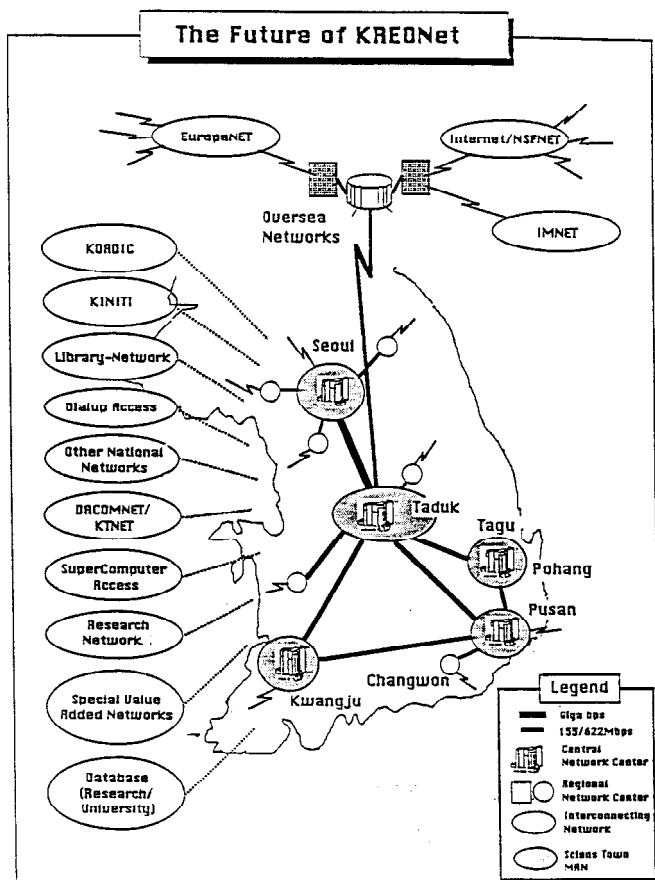 The Future of KREONet
EuropaNET
Internet/NSFNET
Oversea
Networks
IMNET
KORDIC
KINITI
Library-Network
Dialup Access
Other National
Networks
DACOMNET/
KTNET
SuperComputer
Access
Research
Network
Special Value
Added Networks
Database
(Research/
University)
Seoul
Taduk
Tagu
Pohang
Pusan
Changwon
Kwangju
Legend
Giga bps
155/622Mbps
Central
Network Center
Regional
Network Center
Interconnecting
Network
Sciens Town
MAN